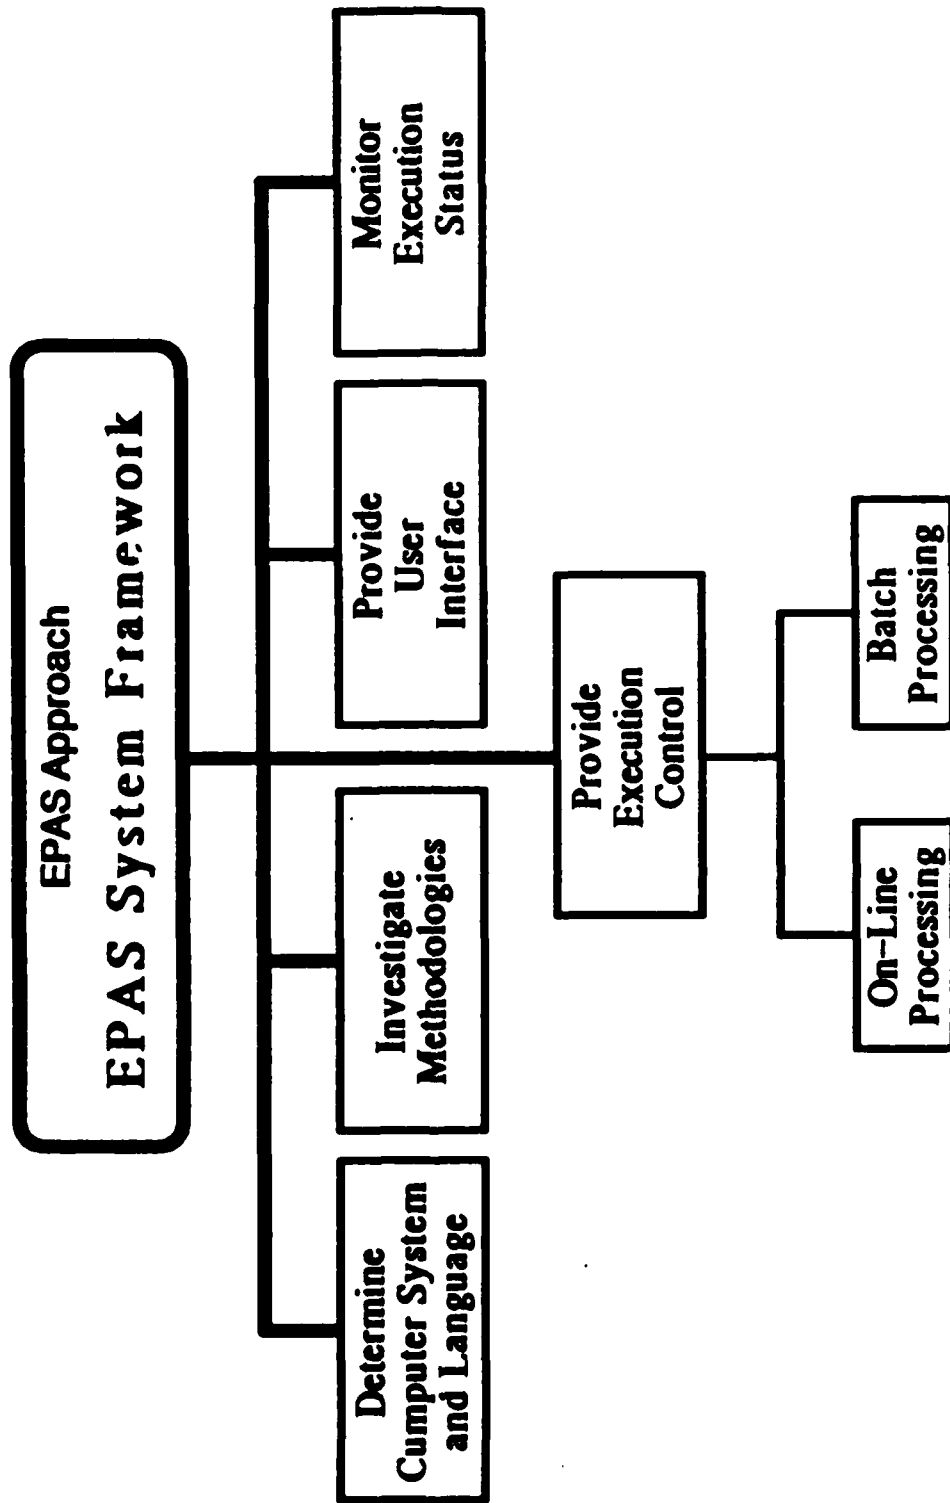 EPAS Approach
EPAS System Framework
Determine
Cumputer System
and Language
Investigate
Methodologies
Provide
User
Interface
Monitor
Execution
Status
Provide
Execution
Control
On-Line
Processing
Batch
Processing